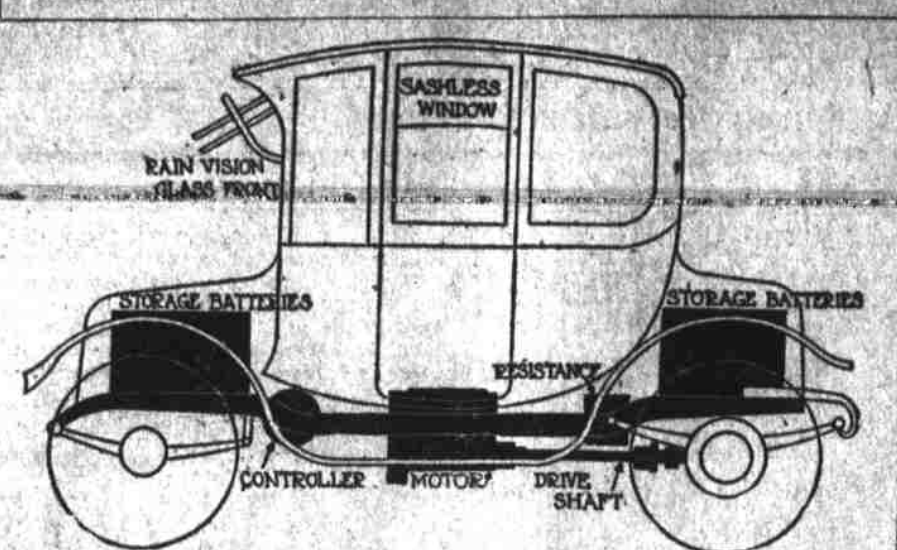 SASHLESS
WINDOW
RAIN VISION
GLASS FRONT
STORAGE BATTERIES
STORAGE BATTERIES
RESISTANCE
CONTROLLER
MOTOR
DRIVE
SHAFT